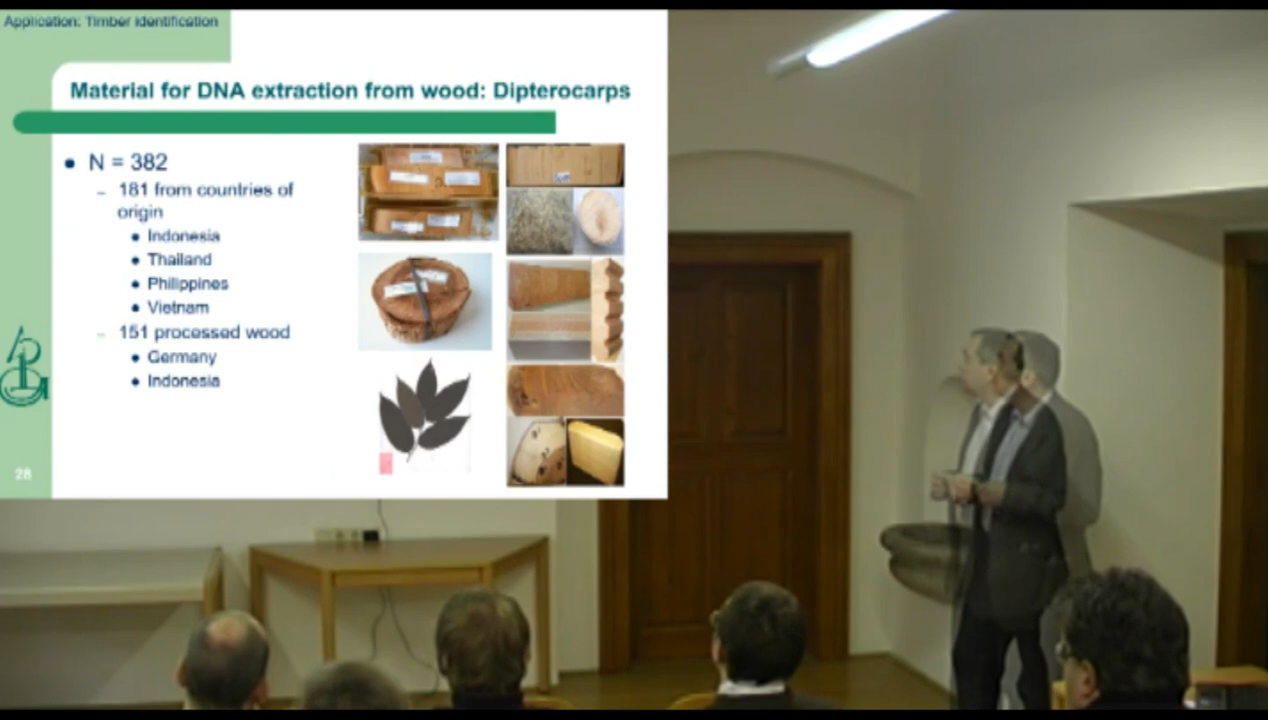 Application: Timber identification
Material for DNA extraction from wood: Dipterocarps
• N = 382
– 181 from countries of
origin
• Indonesia
• Thailand
• Philippines
• Vietnam
– 151 processed wood
• Germany
• Indonesia
28